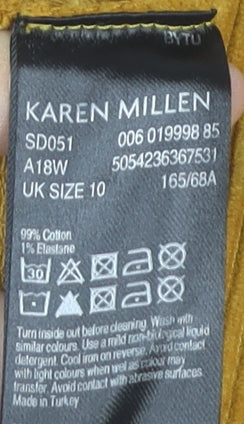 BYTU
KAREN MILLEN
SD051 006 019998 85
A18W 5054236367531
UK SIZE 10 165/68A
99% Cotton
1% Elastane
30
Turn inside out before cleaning. Wash with
similar colours. Use a mild non-biological liquid
detergent. Cool iron on reverse. Avoid contact
with light colours when wet as colour may
transfer. Avoid contact with abrasive surfaces.
Made in Turkey